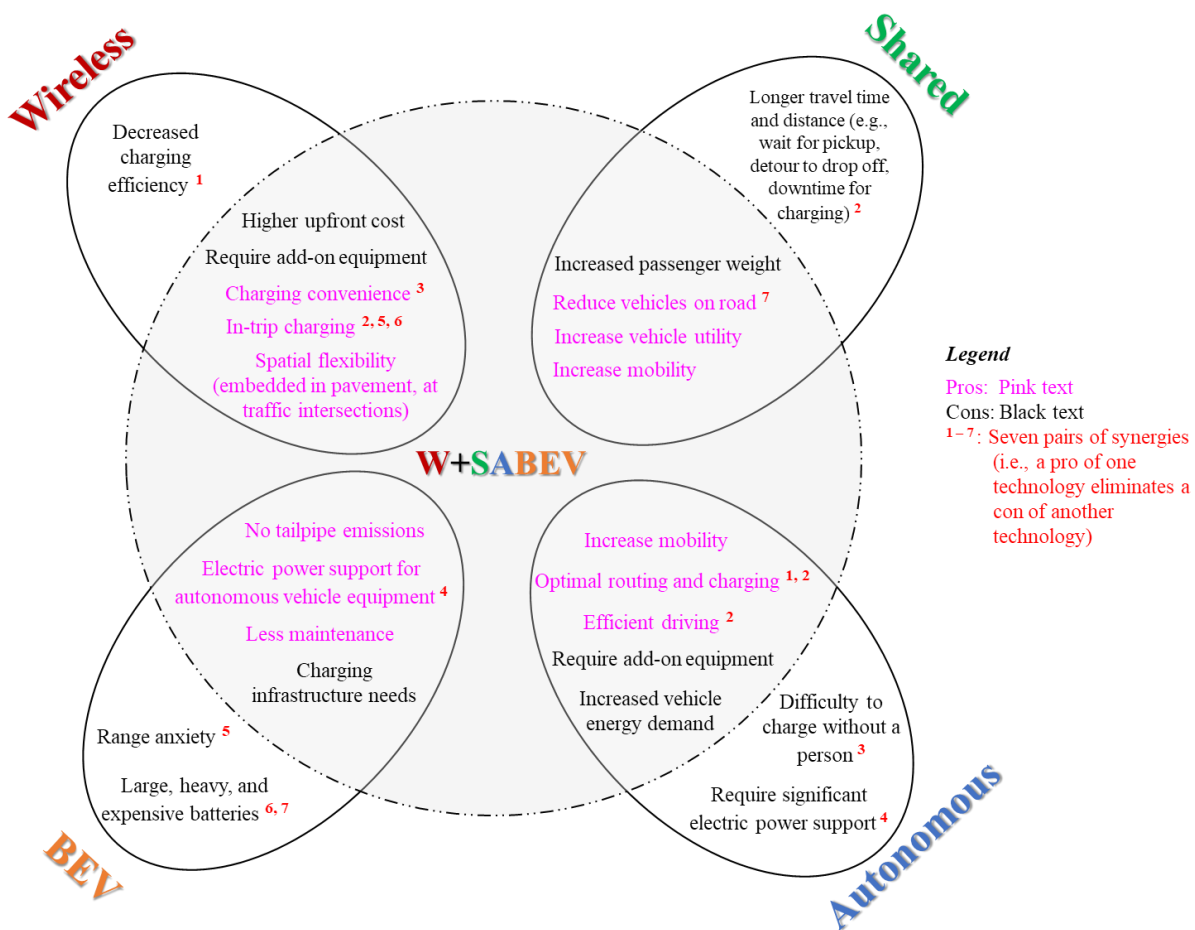 Wireless
Decreased
charging
efficiency 1
Higher upfront cost
Require add-on equipment
Charging convenience 3
In-trip charging 2, 5, 6
Spatial flexibility
(embedded in pavement, at
traffic intersections)
Shared
Longer travel time
and distance (e.g.,
wait for pickup,
detour to drop off,
downtime for
charging) 2
Increased passenger weight
Reduce vehicles on road 7
Increase vehicle utility
Increase mobility
Legend
Pros: Pink text
Cons: Black text
1 – 7: Seven pairs of synergies
(i.e., a pro of one
technology eliminates a
con of another
technology)
W+SABEV
No tailpipe emissions
Electric power support for
autonomous vehicle equipment 4
Less maintenance
Charging
infrastructure needs
Range anxiety 5
Large, heavy, and
expensive batteries 6, 7
BEV
Increase mobility
Optimal routing and charging 1, 2
Efficient driving 2
Require add-on equipment
Increased vehicle
energy demand
Difficulty to
charge without a
person 3
Require significant
electric power support 4
Autonomous